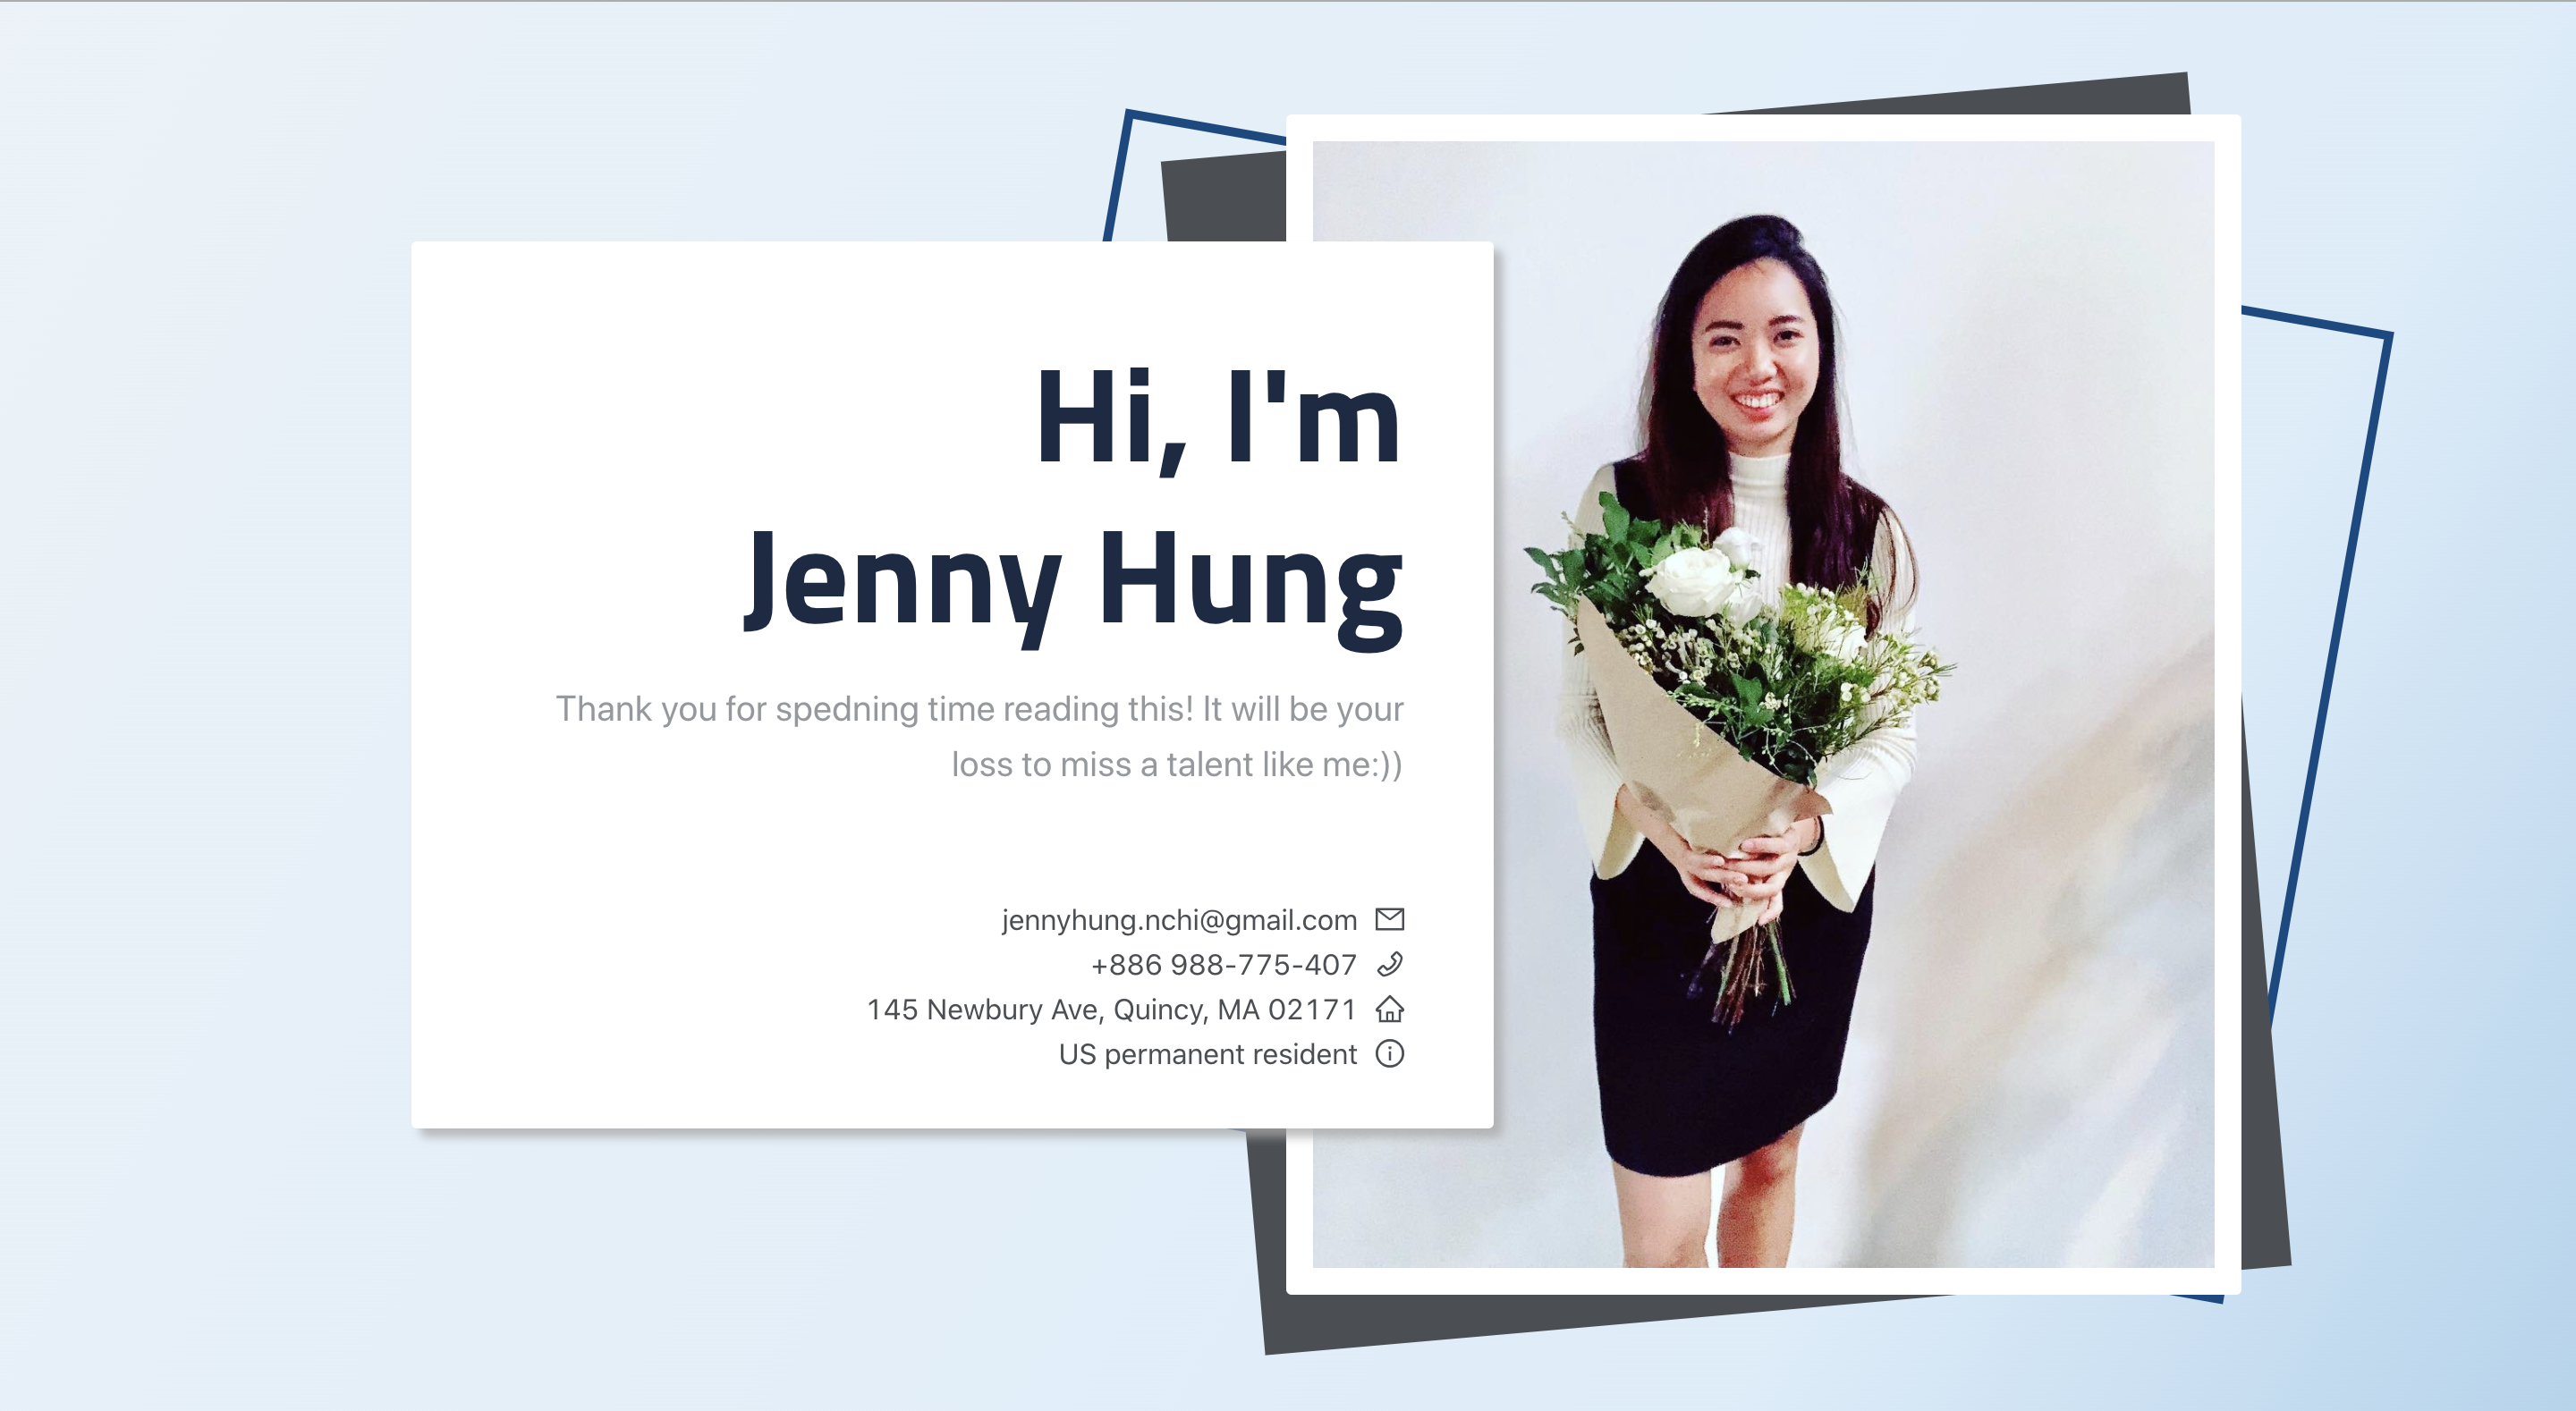 Hi, I'm
Jenny Hung
Thank you for spedning time reading this! It will be your
loss to miss a talent like me:))
jennyhung.nchi@gmail.com
+886 988-775-407
145 Newbury Ave, Quincy, MA 02171
US permanent resident